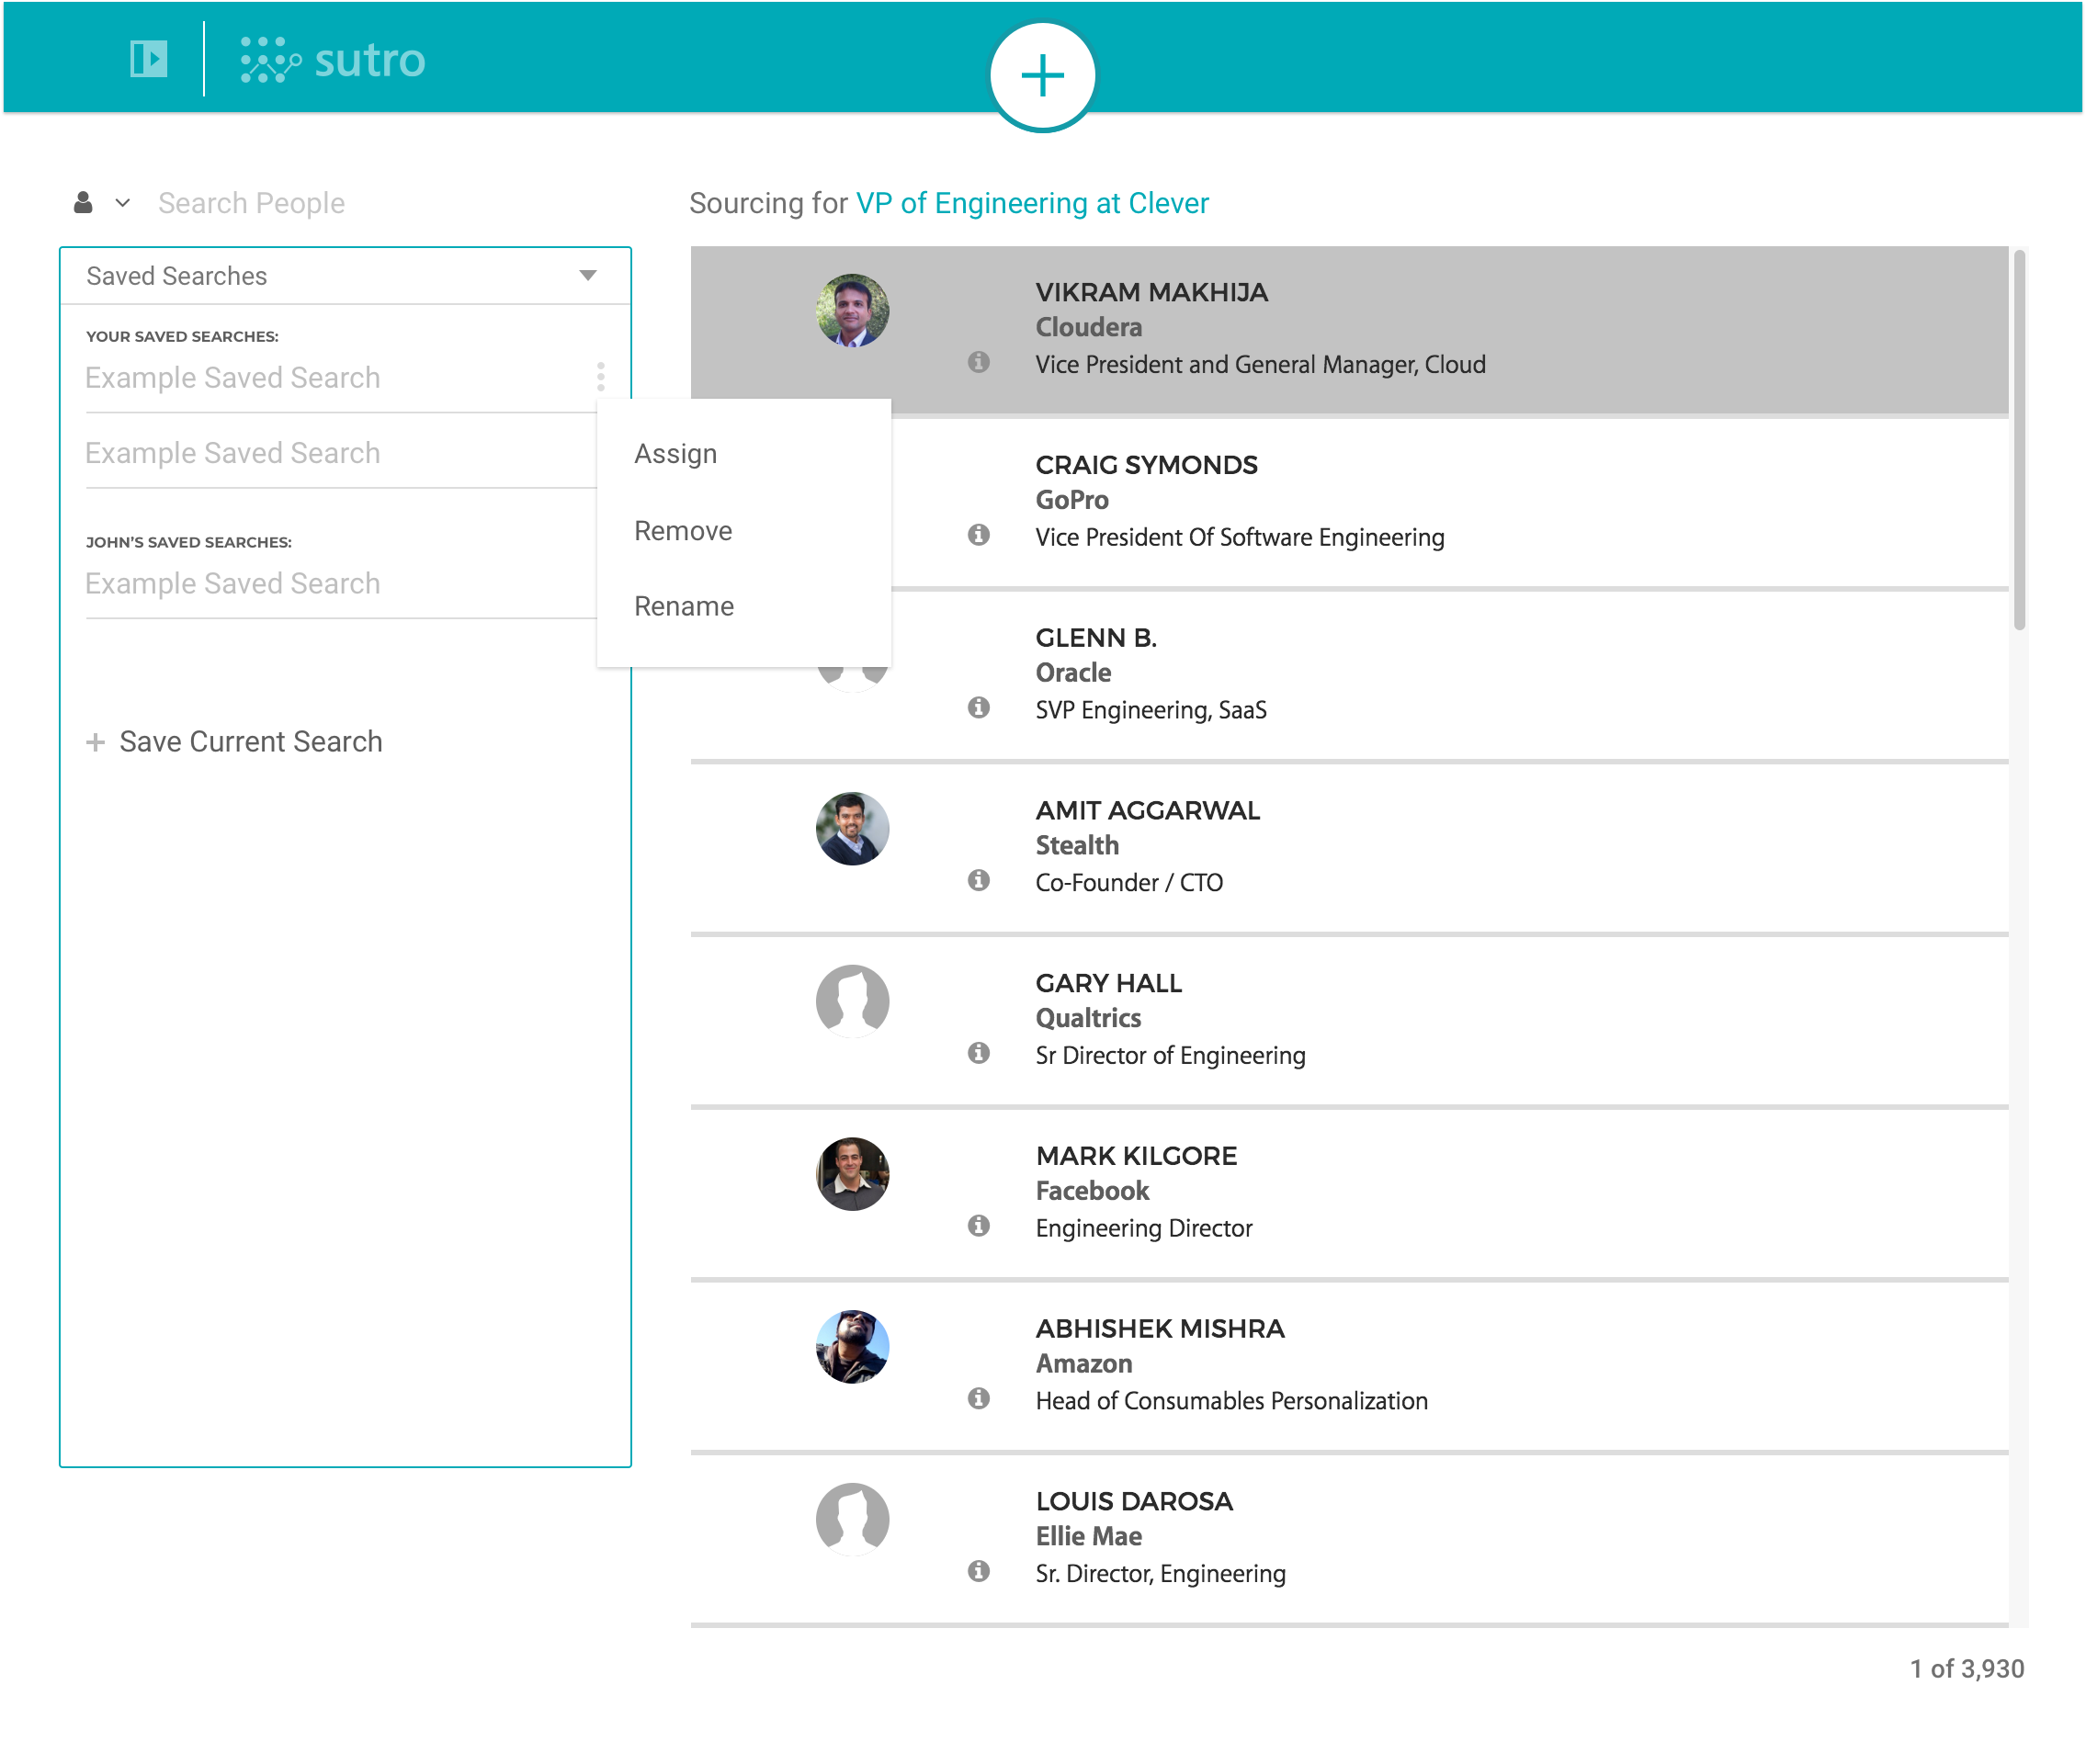 sutro
Search People
Sourcing for VP of Engineering at Clever
Saved Searches
YOUR SAVED SEARCHES:
Example Saved Search
Example Saved Search
JOHN’S SAVED SEARCHES:
Example Saved Search
+ Save Current Search
Assign
Remove
Rename
VIKRAM MAKHIJA
Cloudera
Vice President and General Manager, Cloud
CRAIG SYMONDS
GoPro
Vice President Of Software Engineering
GLENN B.
Oracle
SVP Engineering, SaaS
AMIT AGGARWAL
Stealth
Co-Founder / CTO
GARY HALL
Qualtrics
Sr Director of Engineering
MARK KILGORE
Facebook
Engineering Director
ABHISHEK MISHRA
Amazon
Head of Consumables Personalization
LOUIS DAROSA
Ellie Mae
Sr. Director, Engineering
1 of 3,930